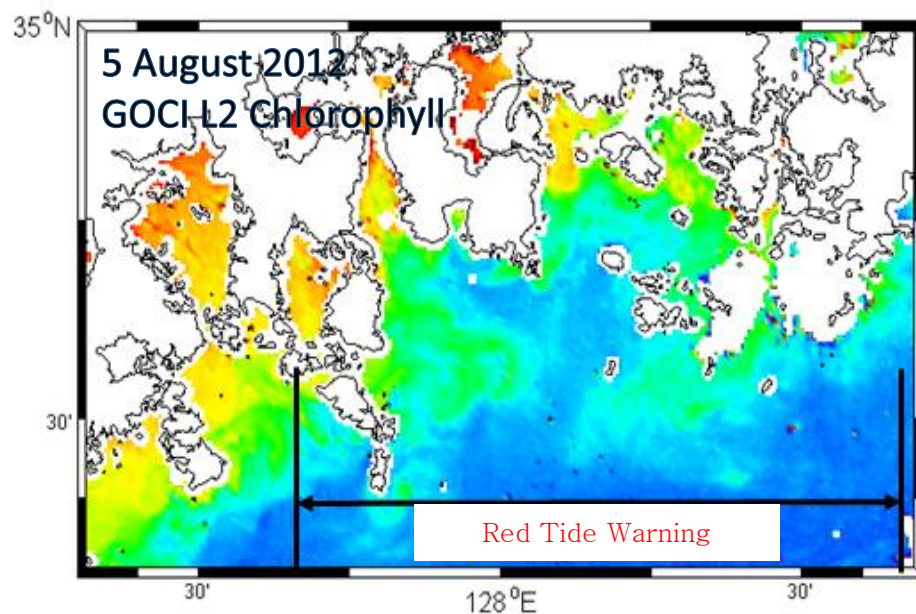 35°N
5 August 2012
GOCI L2 Chlorophyll
30'
Red Tide Warning
30'
128°E
30'